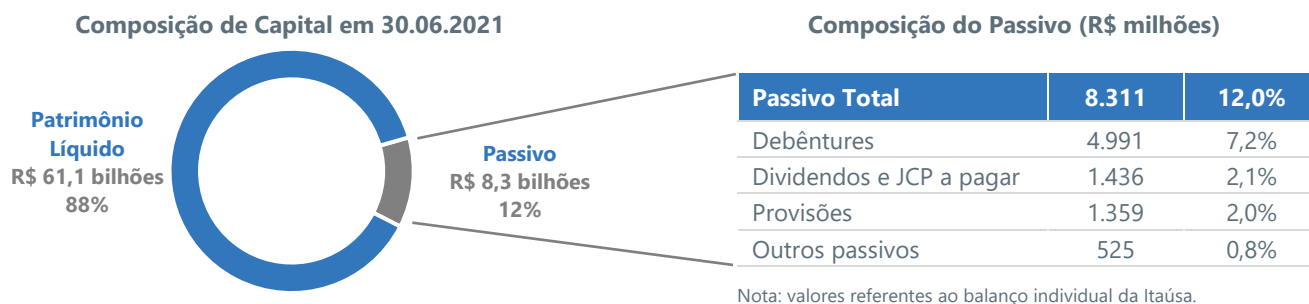 Composição de Capital em 30.06.2021
Patrimônio
Líquido
R$ 61,1 bilhões
88%
Passivo
R$ 8,3 bilhões
12%
Composição do Passivo (R$ milhões)
Passivo Total 8.311 12,0%
Debêntures 4.991 7,2%
Dividendos e JCP a pagar 1.436 2,1%
Provisões 1.359 2,0%
Outros passivos 525 0,8%
Nota: valores referentes ao balanço individual da Itaúsa.